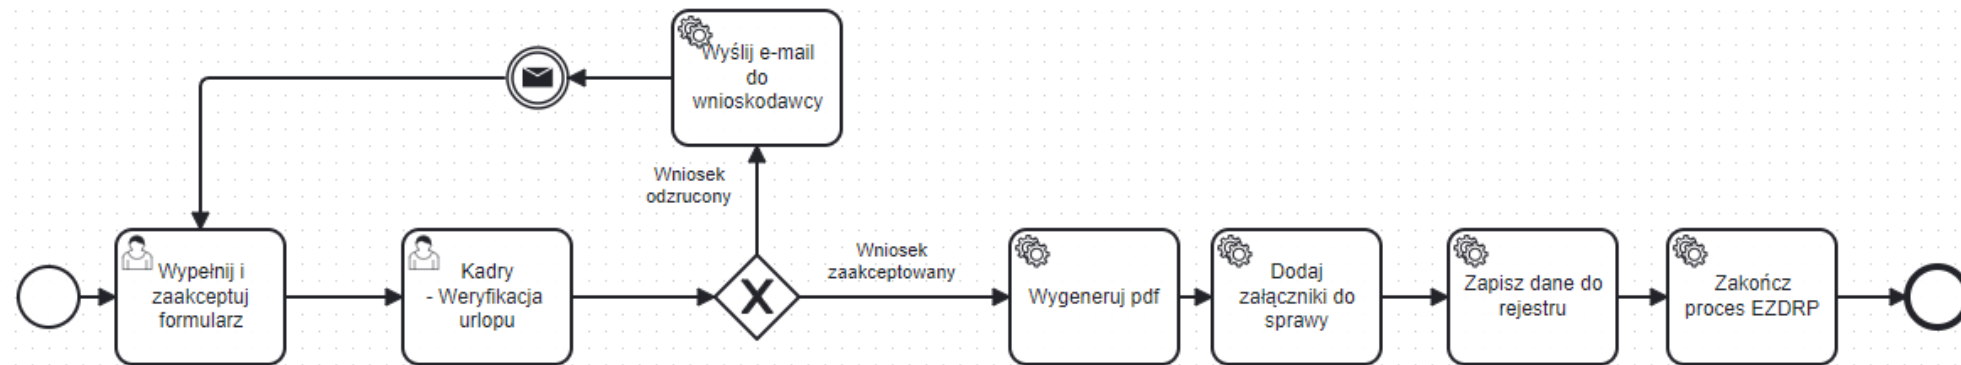 Wyślij e-mail
do
wnioskodawcy
Wniosek
odzrucony
Wypełnij i
zaakceptuj
formularz
Kadry
- Weryfikacja
urlopu
X
Wniosek
zaakceptowany
Wygeneruj pdf
Dodaj
załączniki do
sprawy
Zapisz dane do
rejestru
Zakończ
proces EZDRP